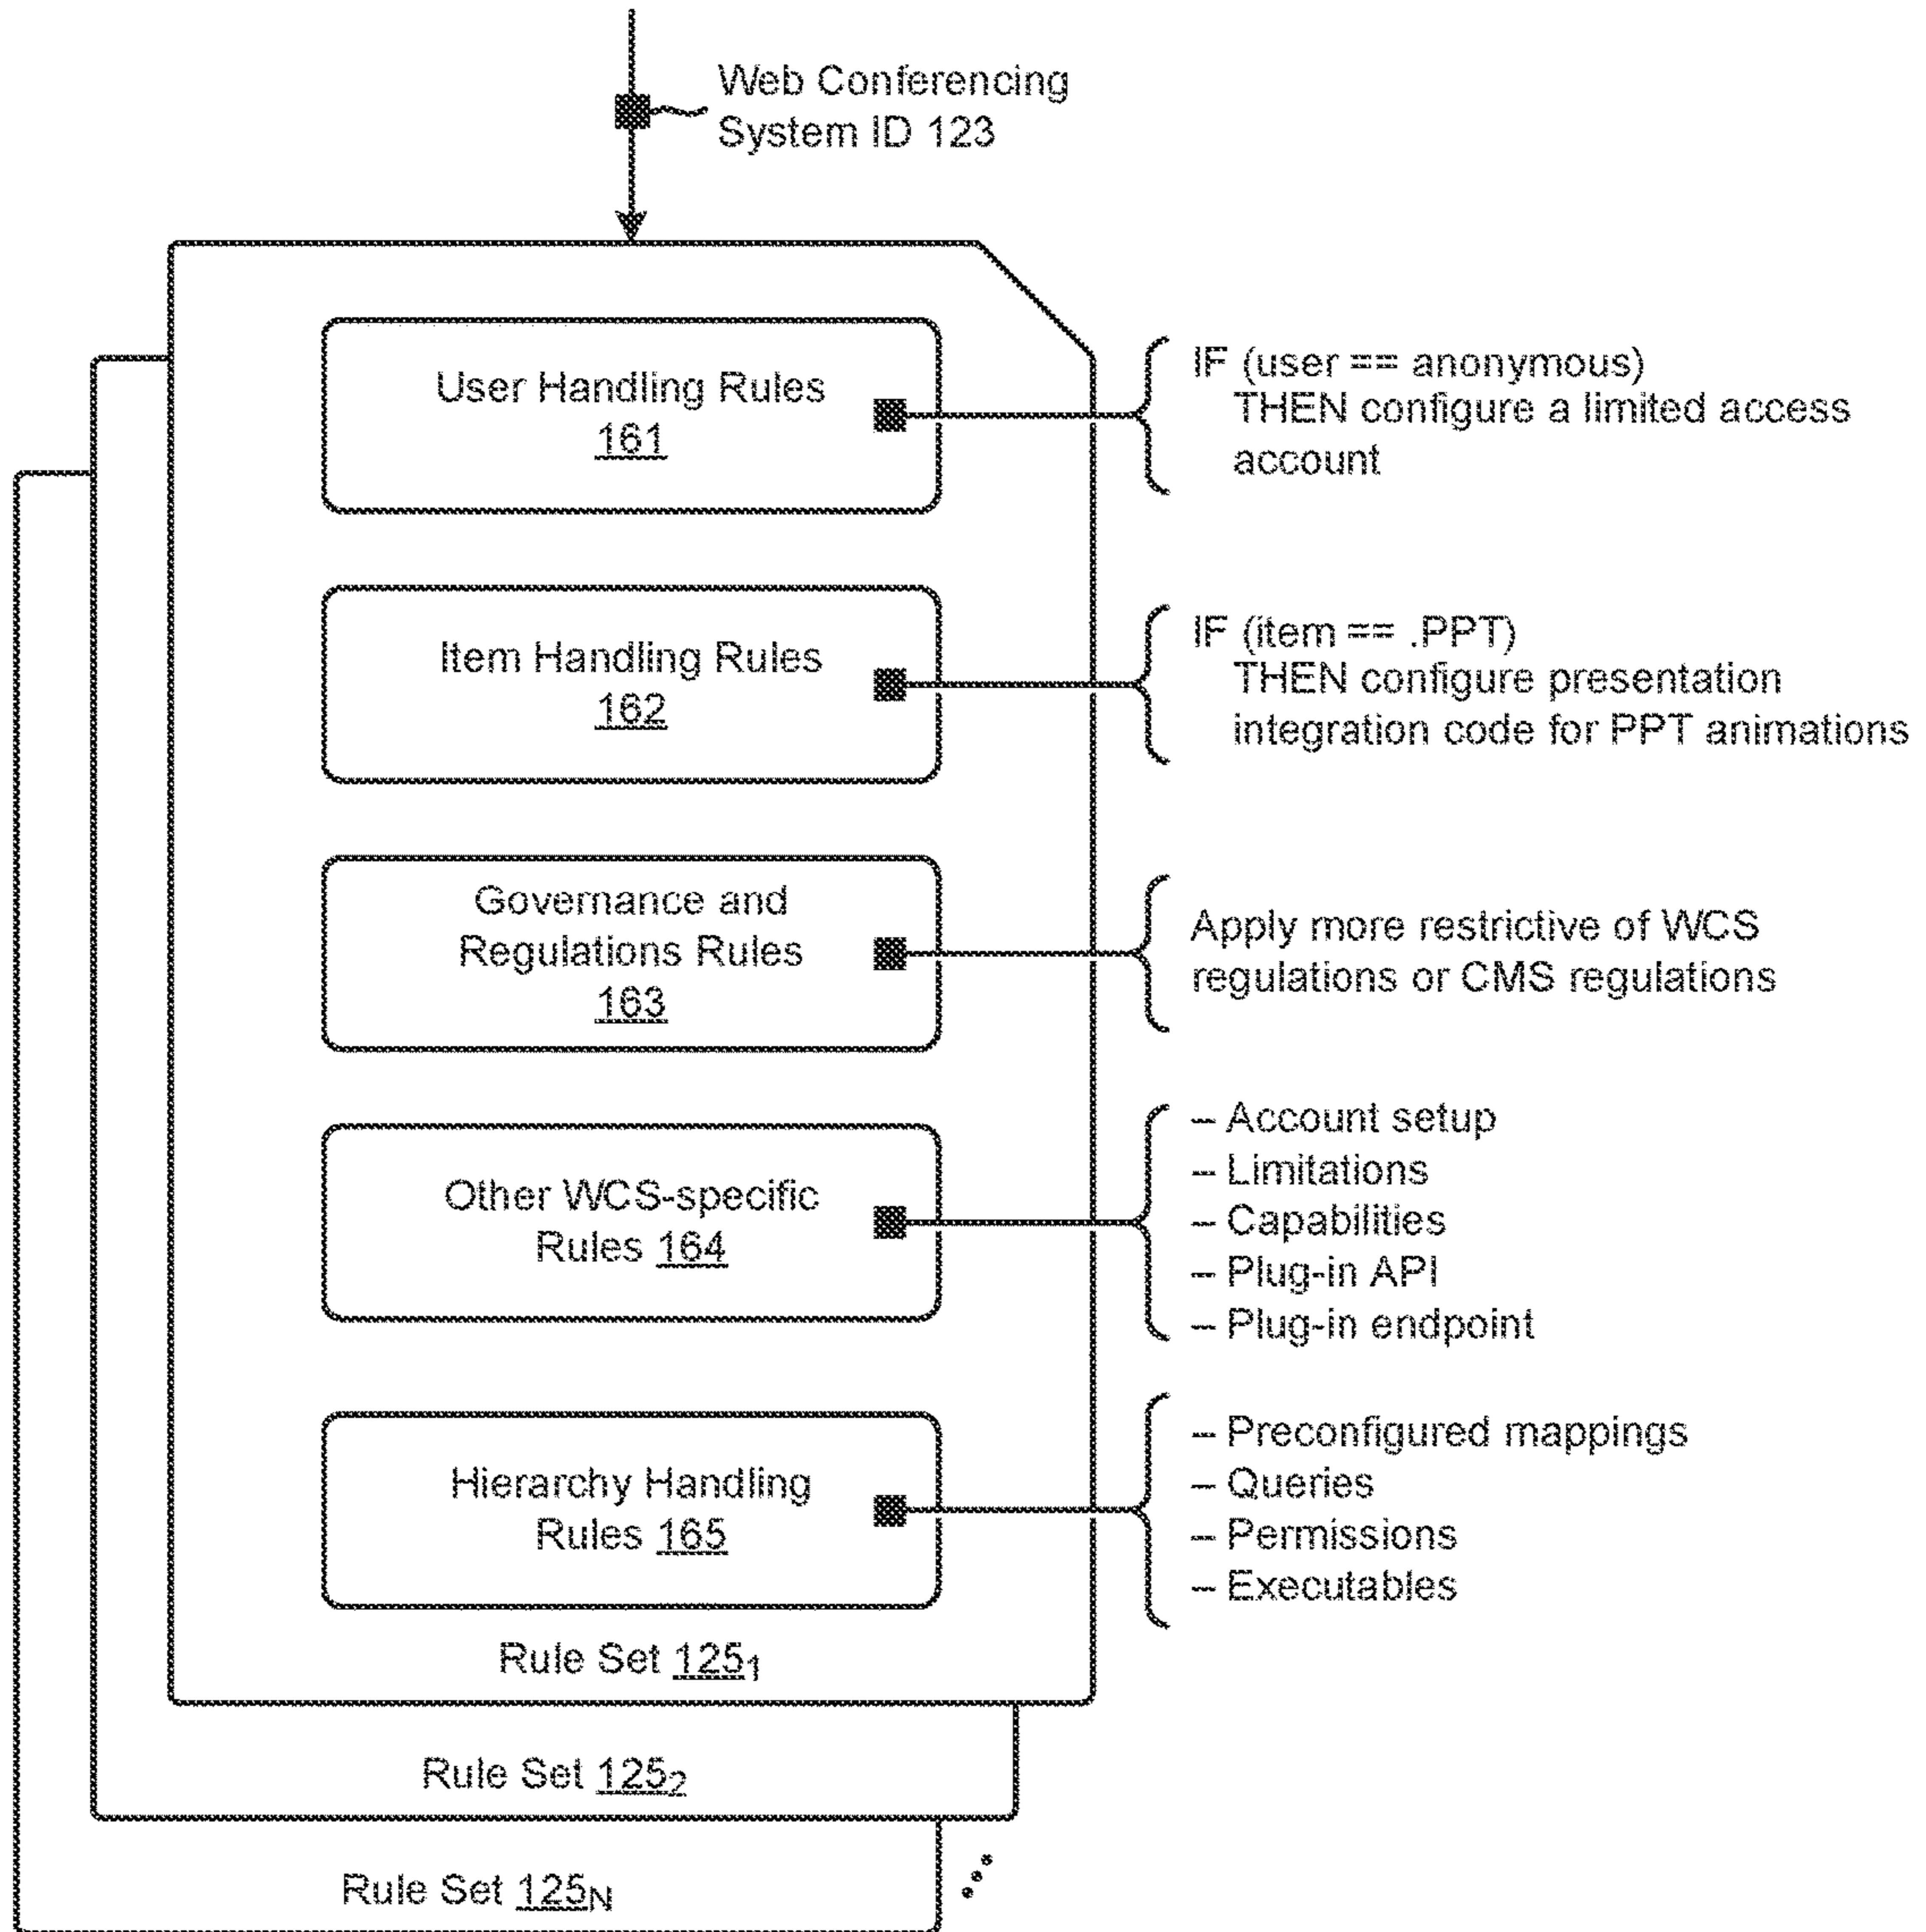 Web Conferencing
System ID 123
User Handling Rules
161
IF (user == anonymous)
THEN configure a limited access
account
Item Handling Rules
162
IF (item == .PPT)
THEN configure presentation
integration code for PPT animations
Governance and
Regulations Rules
163
Apply more restrictive of WCS
regulations or CMS regulations
Other WCS-specific
Rules 164
– Account setup
– Limitations
– Capabilities
– Plug-in API
– Plug-in endpoint
Hierarchy Handling
Rules 165
– Preconfigured mappings
– Queries
– Permissions
– Executables
Rule Set 125₁
Rule Set 125₂
Rule Set 125N